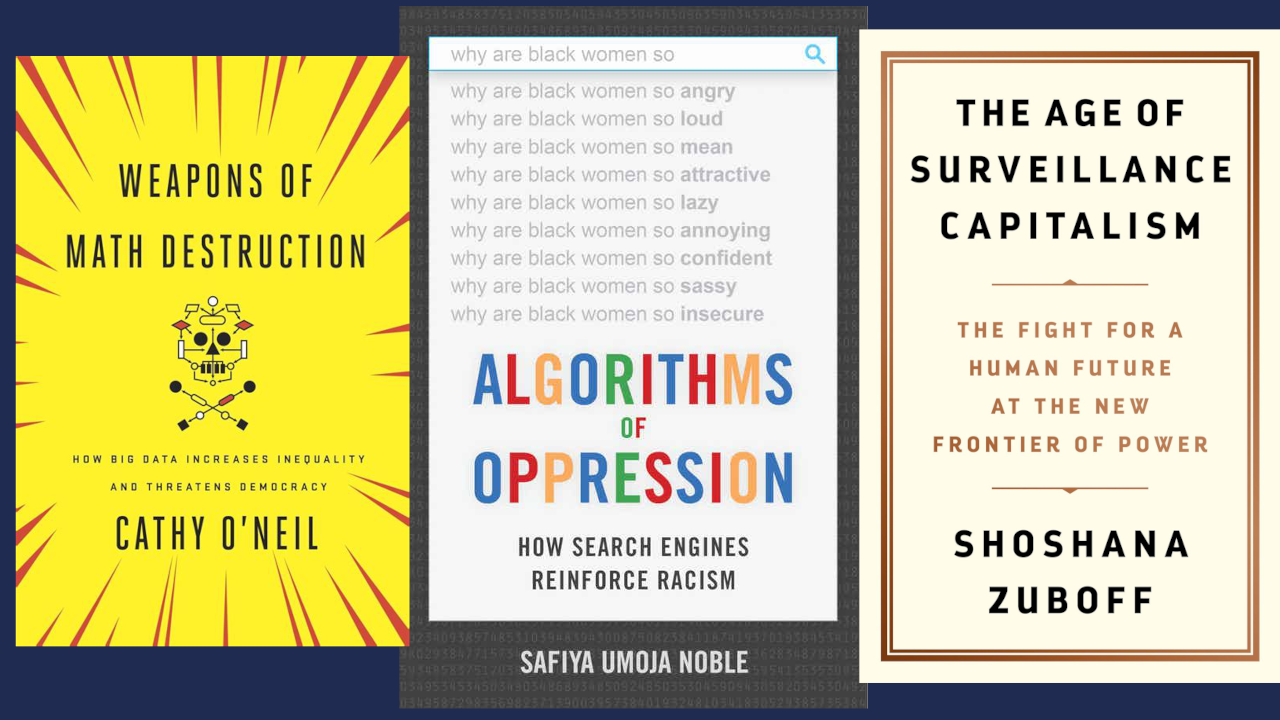 WEAPONS OF
MATH DESTRUCTION
HOW BIG DATA INCREASES INEQUALITY
AND THREATENS DEMOCRACY
CATHY O'NEIL
why are black women so
why are black women so angry
why are black women so loud
why are black women so mean
why are black women so attractive
why are black women so lazy
why are black women so annoying
why are black women so confident
why are black women so sassy
why are black women so insecure
ALGORITHMS
OF
OPPRESSION
HOW SEARCH ENGINES
REINFORCE RACISM
SAFIYA UMOJA NOBLE
THE AGE OF
SURVEILLANCE
CAPITALISM
THE FIGHT FOR A
HUMAN FUTURE
AT THE NEW
FRONTIER OF POWER
SHOSHANA
ZUBOFF